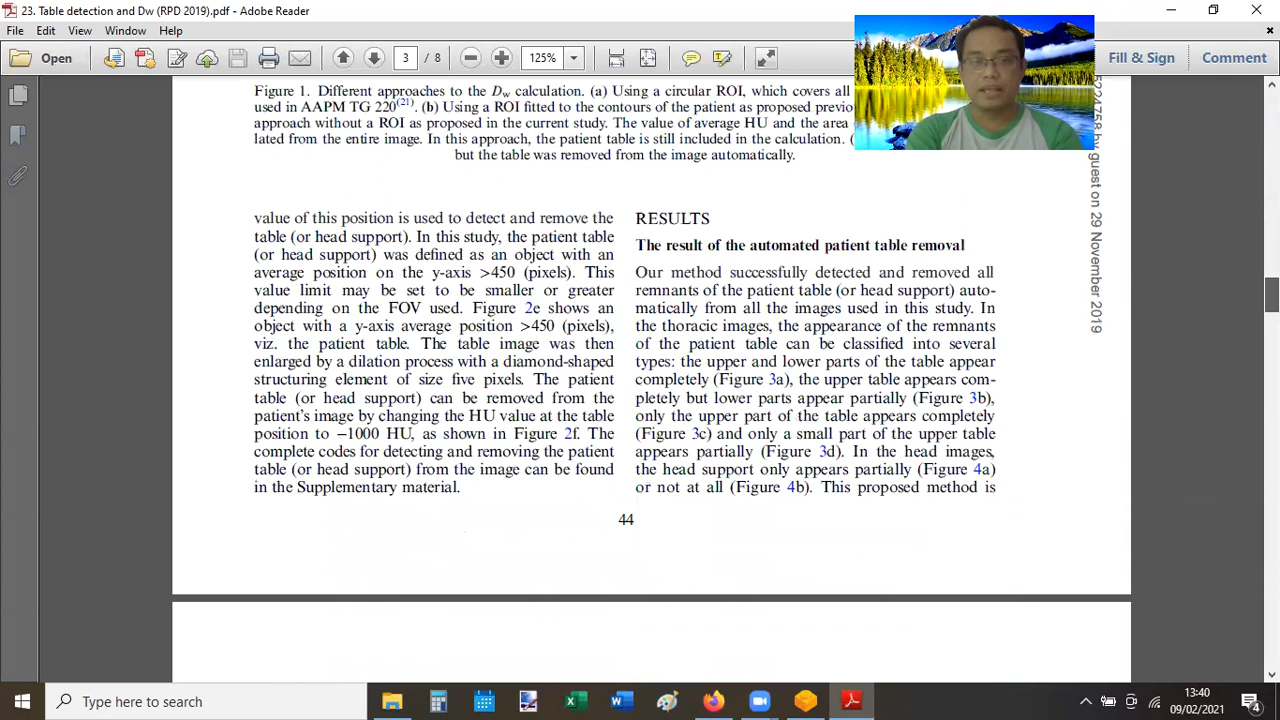 23. Table detection and Dw (RPD 2019).pdf - Adobe Reader
File Edit View Window Help
Open
3 / 8
125%
Fill & Sign
Comment
Figure 1. Different approaches to the Dw calculation. (a) Using a circular ROI, which covers all
used in AAPM TG 220(21). (b) Using a ROI fitted to the contours of the patient as proposed previo
approach without a ROI as proposed in the current study. The value of average HU and the area
lated from the entire image. In this approach, the patient table is still included in the calculation. (
but the table was removed from the image automatically.
value of this position is used to detect and remove the
table (or head support). In this study, the patient table
(or head support) was defined as an object with an
average position on the y-axis >450 (pixels). This
value limit may be set to be smaller or greater
depending on the FOV used. Figure 2e shows an
object with a y-axis average position >450 (pixels),
viz. the patient table. The table image was then
enlarged by a dilation process with a diamond-shaped
structuring element of size five pixels. The patient
table (or head support) can be removed from the
patient's image by changing the HU value at the table
position to −1000 HU, as shown in Figure 2f. The
complete codes for detecting and removing the patient
table (or head support) from the image can be found
in the Supplementary material.
RESULTS
The result of the automated patient table removal
Our method successfully detected and removed all
remnants of the patient table (or head support) auto-
matically from all the images used in this study. In
the thoracic images, the appearance of the remnants
of the patient table can be classified into several
types: the upper and lower parts of the table appear
completely (Figure 3a), the upper table appears com-
pletely but lower parts appear partially (Figure 3b),
only the upper part of the table appears completely
(Figure 3c) and only a small part of the upper table
appears partially (Figure 3d). In the head images,
the head support only appears partially (Figure 4a)
or not at all (Figure 4b). This proposed method is
44
5224758 by guest on 29 November 2019
Type here to search
13:40
09/02/2021
4